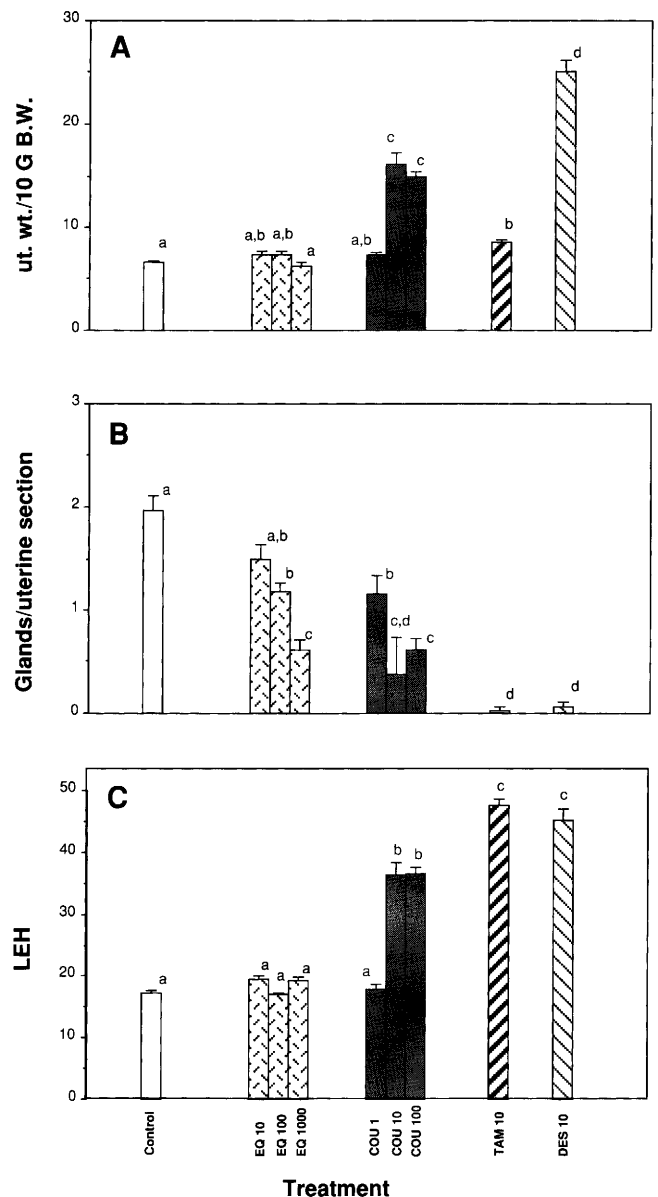 A
ut. wt./10 G B.W.
30
20
10
0
a
a,b
a,b
a
a,b
c
c
b
d
B
Glands/uterine section
3
2
1
0
a
a,b
b
c
b
c,d
c
d
d
C
LEH
50
40
30
20
10
0
a
a
a
a
a
b
b
c
c
Control
EQ 10
EQ 100
EQ 1000
COU 1
COU 10
COU 100
TAM 10
DES 10
Treatment